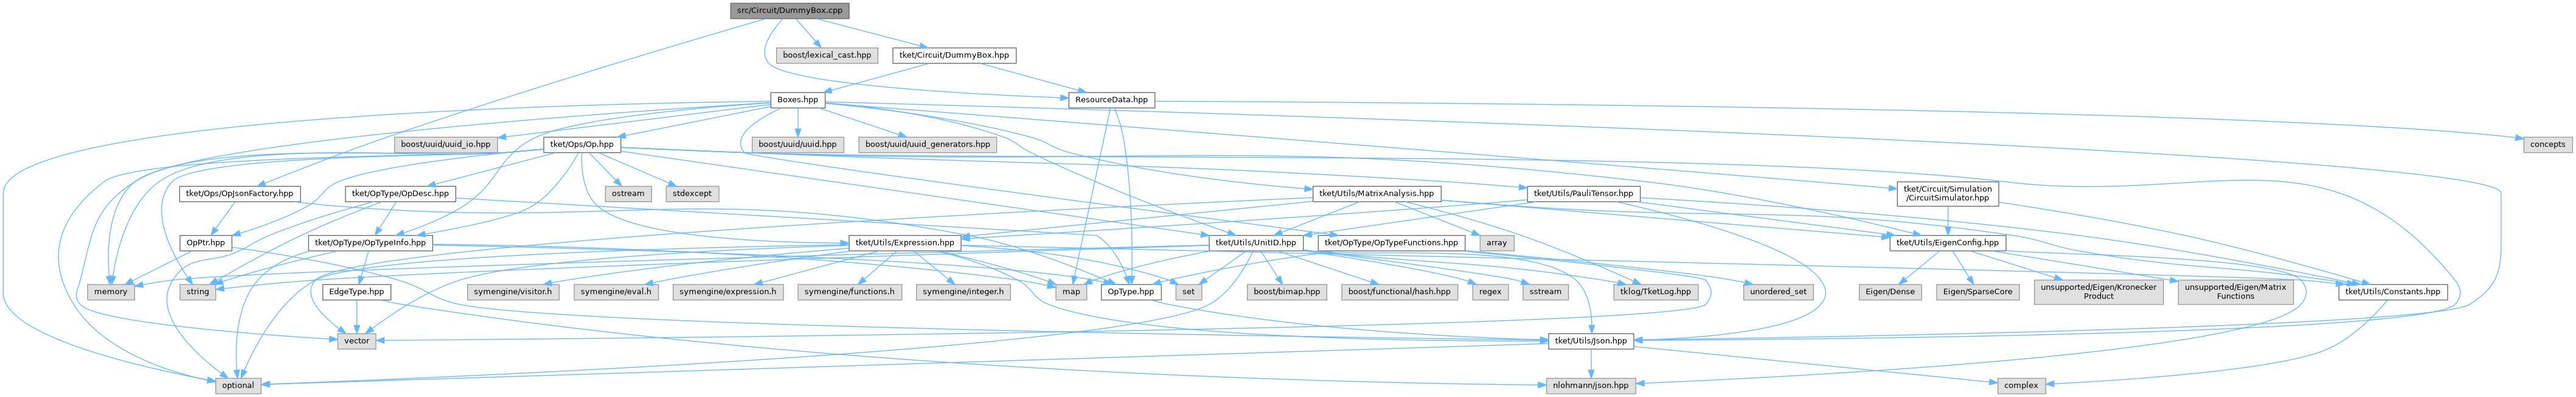 src/Circuit/DummyBox.cpp
boost/lexical_cast.hpp
tket/Circuit/DummyBox.hpp
Boxes.hpp
ResourceData.hpp
boost/uuid/uuid_io.hpp
tket/Ops/Op.hpp
boost/uuid/uuid.hpp
boost/uuid/uuid_generators.hpp
concepts
tket/Ops/OpJsonFactory.hpp
tket/OpType/OpDesc.hpp
ostream
stdexcept
tket/Utils/MatrixAnalysis.hpp
tket/Utils/PauliTensor.hpp
tket/Circuit/Simulation
/CircuitSimulator.hpp
OpPtr.hpp
tket/OpType/OpTypeInfo.hpp
tket/Utils/Expression.hpp
tket/Utils/UnitID.hpp
tket/OpType/OpTypeFunctions.hpp
array
tket/Utils/EigenConfig.hpp
memory
string
EdgeType.hpp
symengine/visitor.h
symengine/eval.h
symengine/expression.h
symengine/functions.h
symengine/integer.h
map
OpType.hpp
set
boost/bimap.hpp
boost/functional/hash.hpp
regex
sstream
tklog/TketLog.hpp
unordered_set
Eigen/Dense
Eigen/SparseCore
unsupported/Eigen/Kronecker
Product
unsupported/Eigen/Matrix
Functions
tket/Utils/Constants.hpp
vector
tket/Utils/Json.hpp
optional
nlohmann/json.hpp
complex